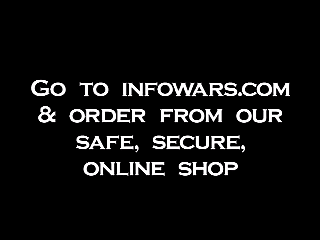 Go to infowars.com
& order from our
safe, secure,
online shop